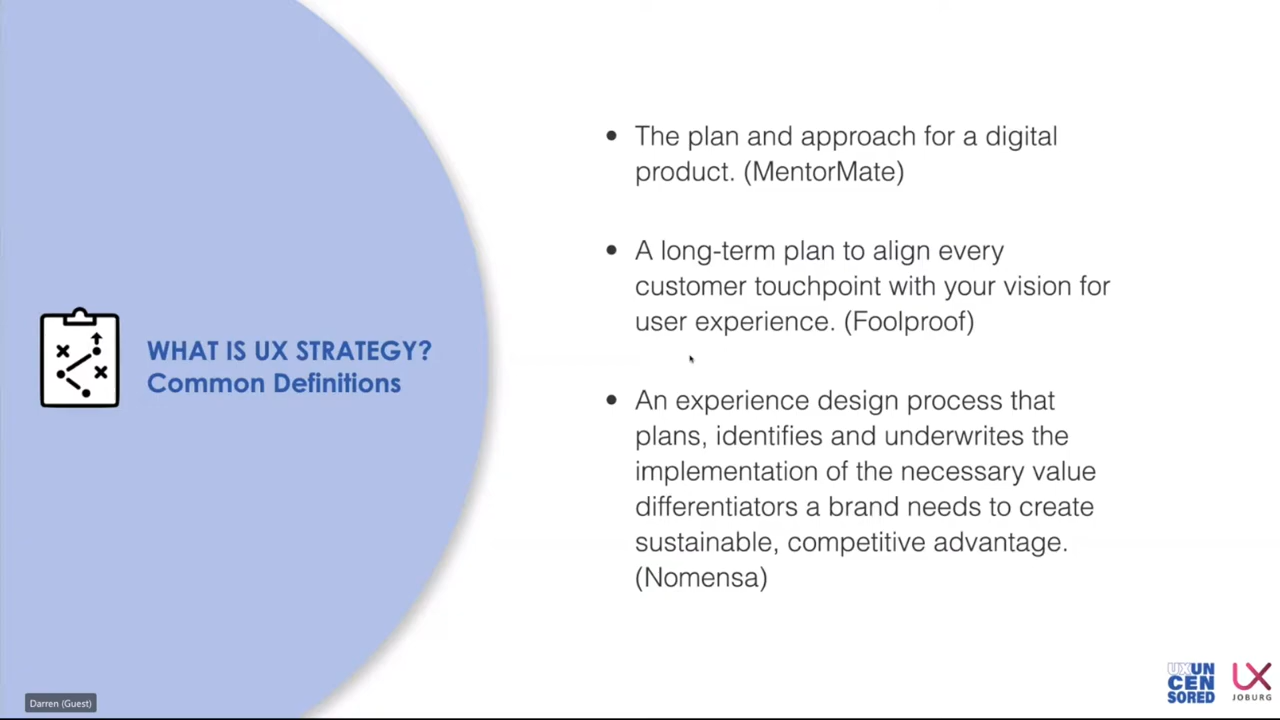 WHAT IS UX STRATEGY?
Common Definitions
• The plan and approach for a digital
product. (MentorMate)
• A long-term plan to align every
customer touchpoint with your vision for
user experience. (Foolproof)
• An experience design process that
plans, identifies and underwrites the
implementation of the necessary value
differentiators a brand needs to create
sustainable, competitive advantage.
(Nomensa)
Darren (Guest)
UXUN
CEN
SORED
UX
JOBURG